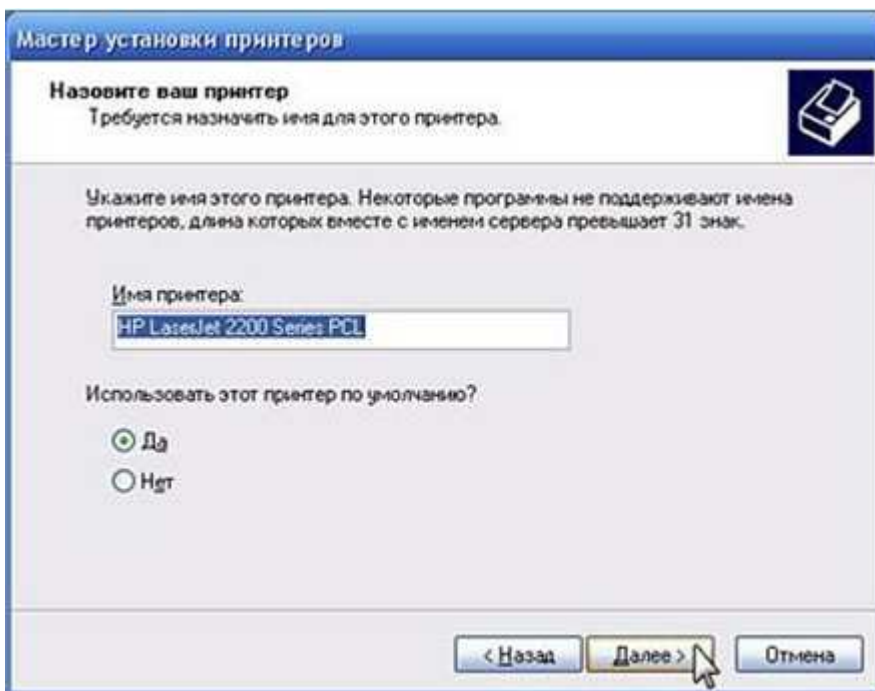 Мастер установки принтеров
Назовите ваш принтер
Требуется назначить имя для этого принтера.
Укажите имя этого принтера. Некоторые программы не поддерживают имена
принтеров, длина которых вместе с именем сервера превышает 31 знак.
Имя принтера:
HP LaserJet 2200 Series PCL
Использовать этот принтер по умолчанию?
Да
Нет
< Назад Далее > Отмена